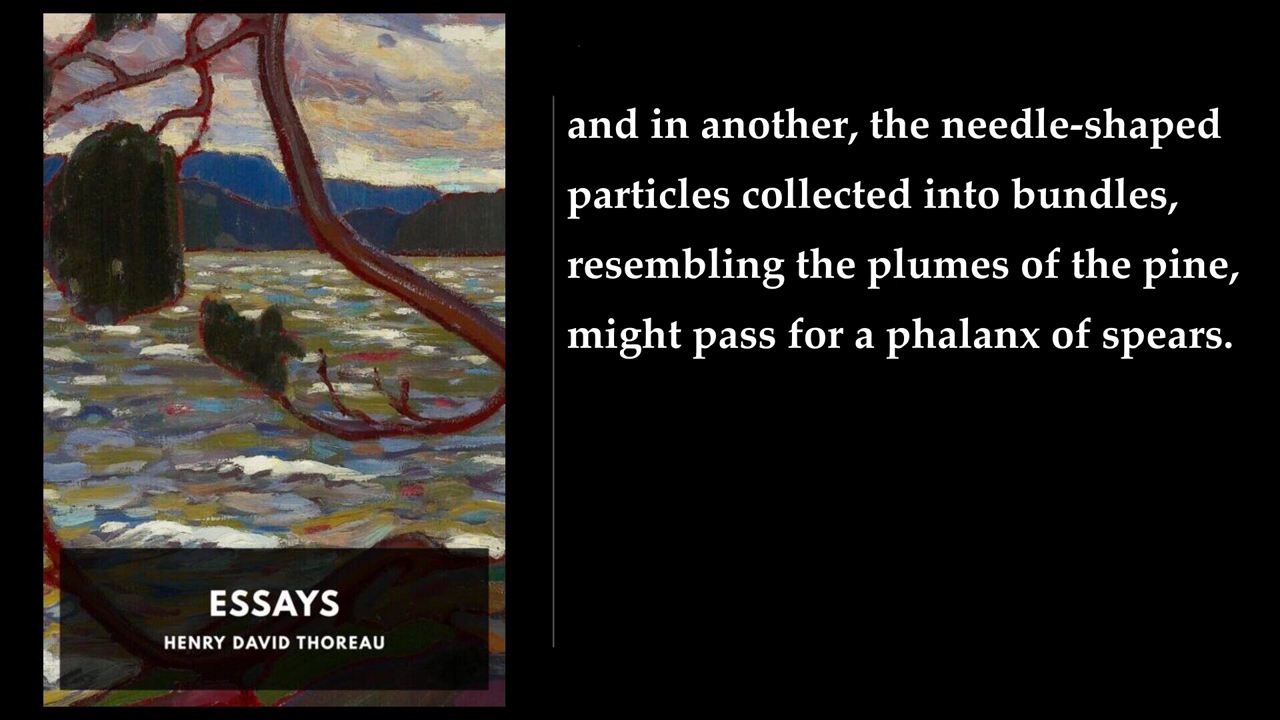 and in another, the needle-shaped
particles collected into bundles,
resembling the plumes of the pine,
might pass for a phalanx of spears.
ESSAYS
HENRY DAVID THOREAU